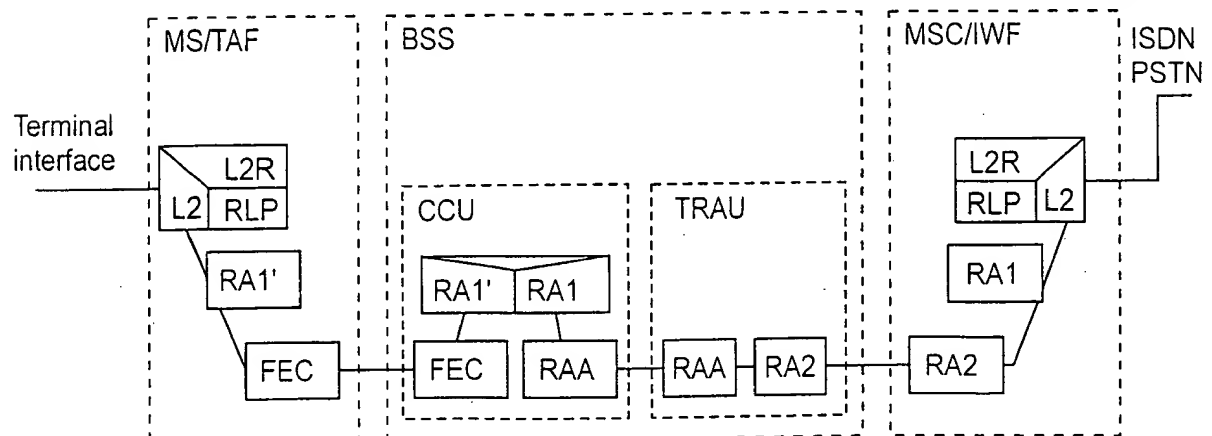 MS/TAF
BSS
MSC/IWF
ISDN
PSTN
Terminal
interface
L2R
L2
RLP
RA1'
FEC
CCU
RA1'
RA1
FEC
RAA
TRAU
RAA
RA2
L2R
RLP
L2
RA1
RA2